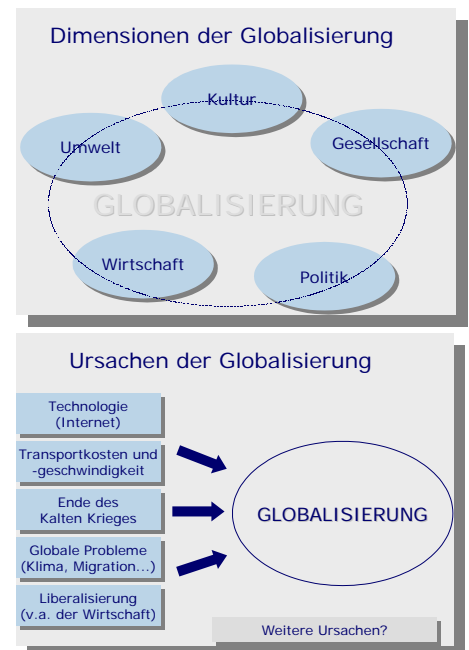 Dimensionen der Globalisierung
Kultur
Umwelt
Gesellschaft
GLOBALISIERUNG
Wirtschaft
Politik
Ursachen der Globalisierung
Technologie
(Internet)
Transportkosten und
-geschwindigkeit
Ende des
Kalten Krieges
Globale Probleme
(Klima, Migration...)
Liberalisierung
(v.a. der Wirtschaft)
GLOBALISIERUNG
Weitere Ursachen?